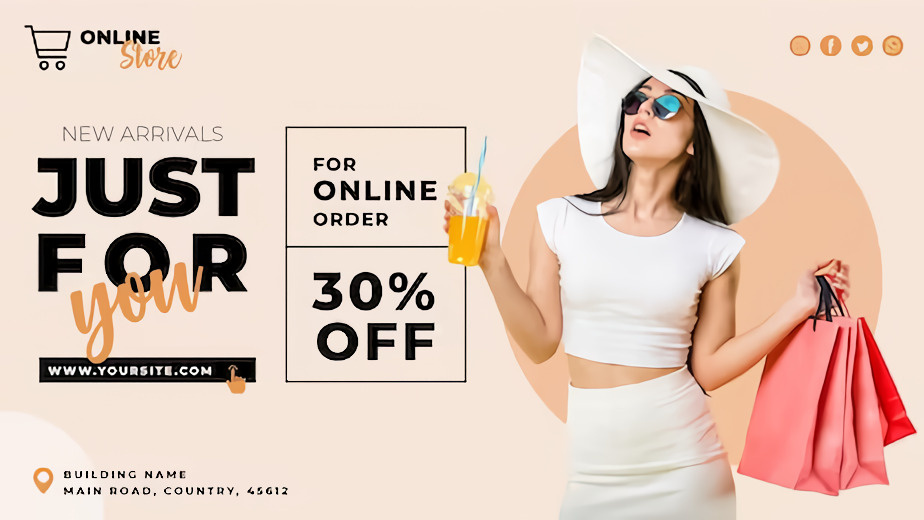 ONLINE
Store
NEW ARRIVALS
JUST
FOR
you
WWW.YOURSITE.COM
FOR
ONLINE
ORDER
30%
OFF
BUILDING NAME
MAIN ROAD, COUNTRY, 45612